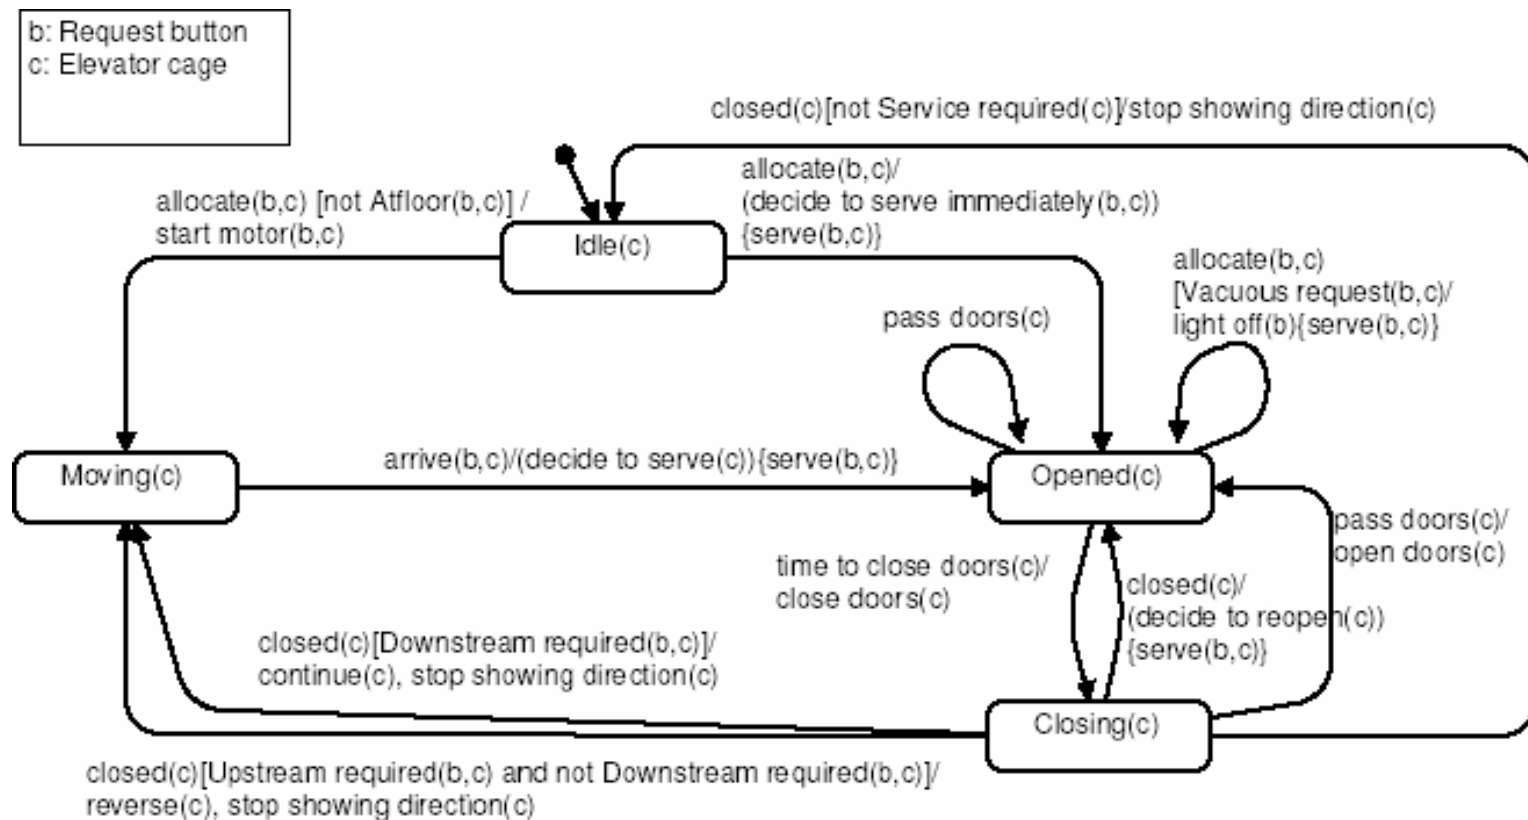 b: Request button
c: Elevator cage
closed(c)[not Service required(c)]/stop showing direction(c)
allocate(b,c)/
(decide to serve immediately(b,c))
{serve(b,c)}
allocate(b,c) [not Atfloor(b,c)] /
start motor(b,c)
Idle(c)
allocate(b,c)
[Vacuous request(b,c)/
light off(b){serve(b,c)}
pass doors(c)
Moving(c)
arrive(b,c)/(decide to serve(c)){serve(b,c)}
Opened(c)
pass doors(c)/
open doors(c)
time to close doors(c)/
close doors(c)
closed(c)/
(decide to reopen(c))
{serve(b,c)}
closed(c)[Downstream required(b,c)]/
continue(c), stop showing direction(c)
Closing(c)
closed(c)[Upstream required(b,c) and not Downstream required(b,c)]/
reverse(c), stop showing direction(c)